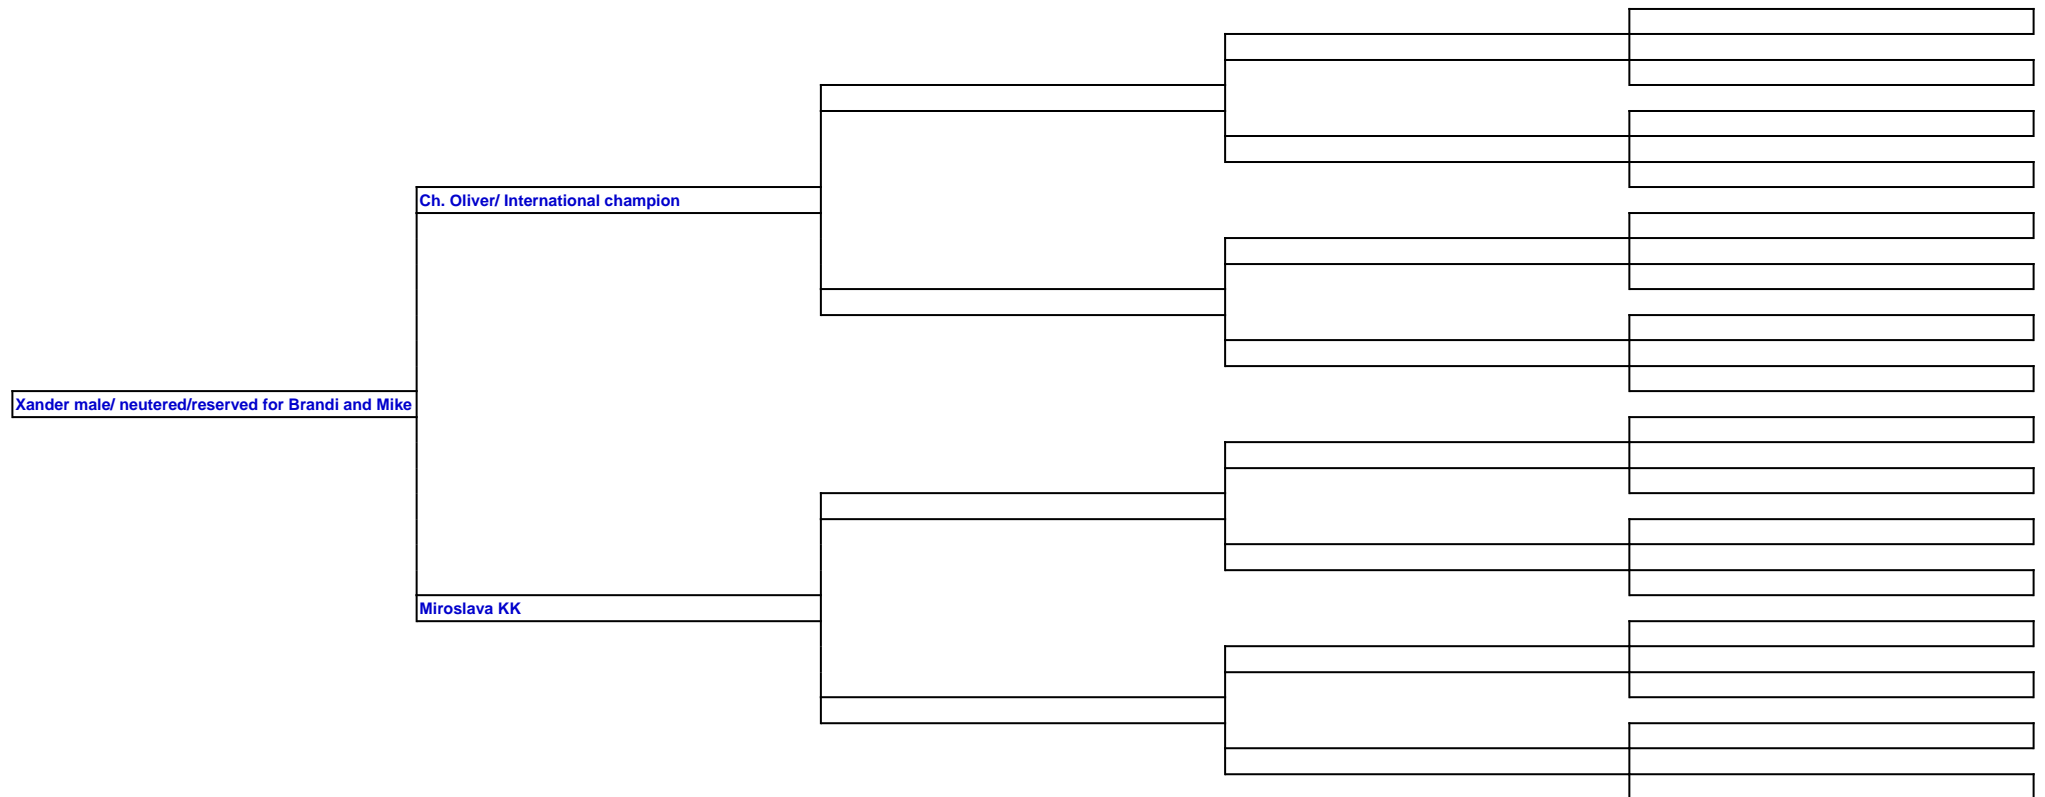 Ch. Oliver/ International champion
Xander male/ neutered/reserved for Brandi and Mike
Miroslava KK